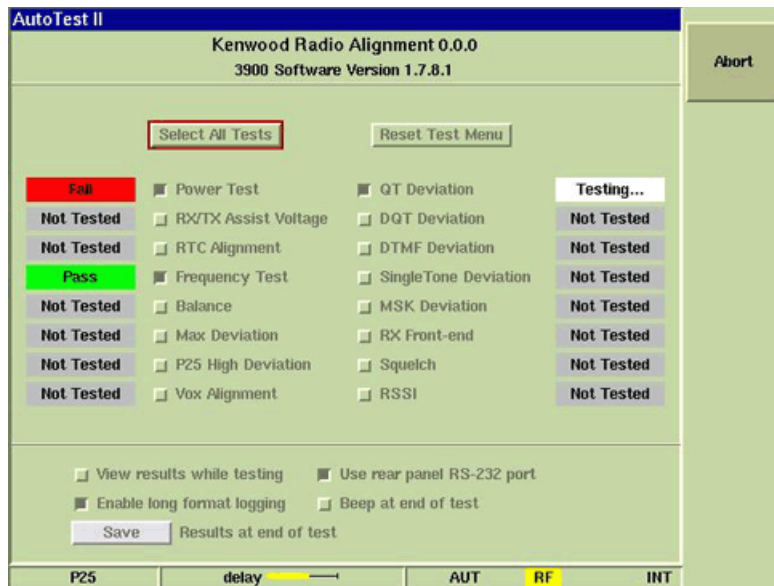 AutoTest II
Kenwood Radio Alignment 0.0.0
3900 Software Version 1.7.8.1
Abort
Select All Tests Reset Test Menu
Fail Power Test QT Deviation Testing...
Not Tested RX/TX Assist Voltage DQT Deviation Not Tested
Not Tested RTC Alignment DTMF Deviation Not Tested
Pass Frequency Test SingleTone Deviation Not Tested
Not Tested Balance MSK Deviation Not Tested
Not Tested Max Deviation RX Front-end Not Tested
Not Tested P25 High Deviation Squelch Not Tested
Not Tested Vox Alignment RSSI Not Tested
View results while testing Use rear panel RS-232 port
Enable long format logging Beep at end of test
Save Results at end of test
P25 delay AUT RF INT